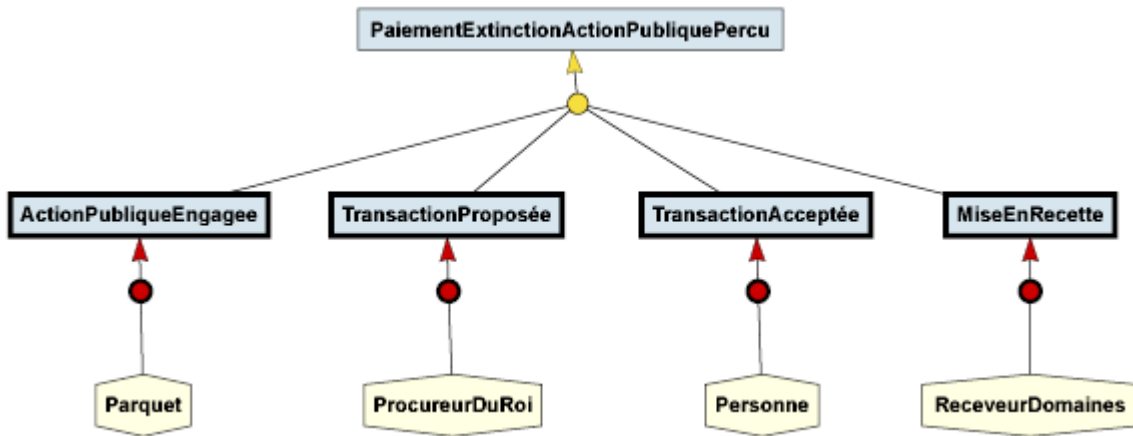 PaiementExtinctionActionPubliquePercu
ActionPubliqueEngagee
TransactionProposée
TransactionAcceptée
MiseEnRecette
Parquet
ProcureurDuRoi
Personne
ReceveurDomaines